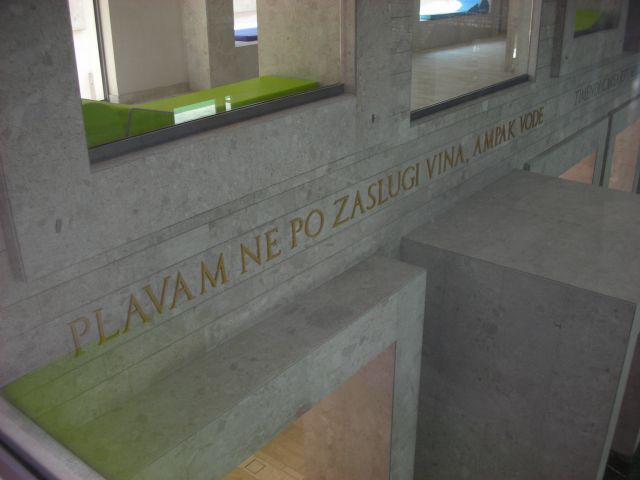 PLAVAM NE PO ZASLUGI VINA, AMPAK VODE